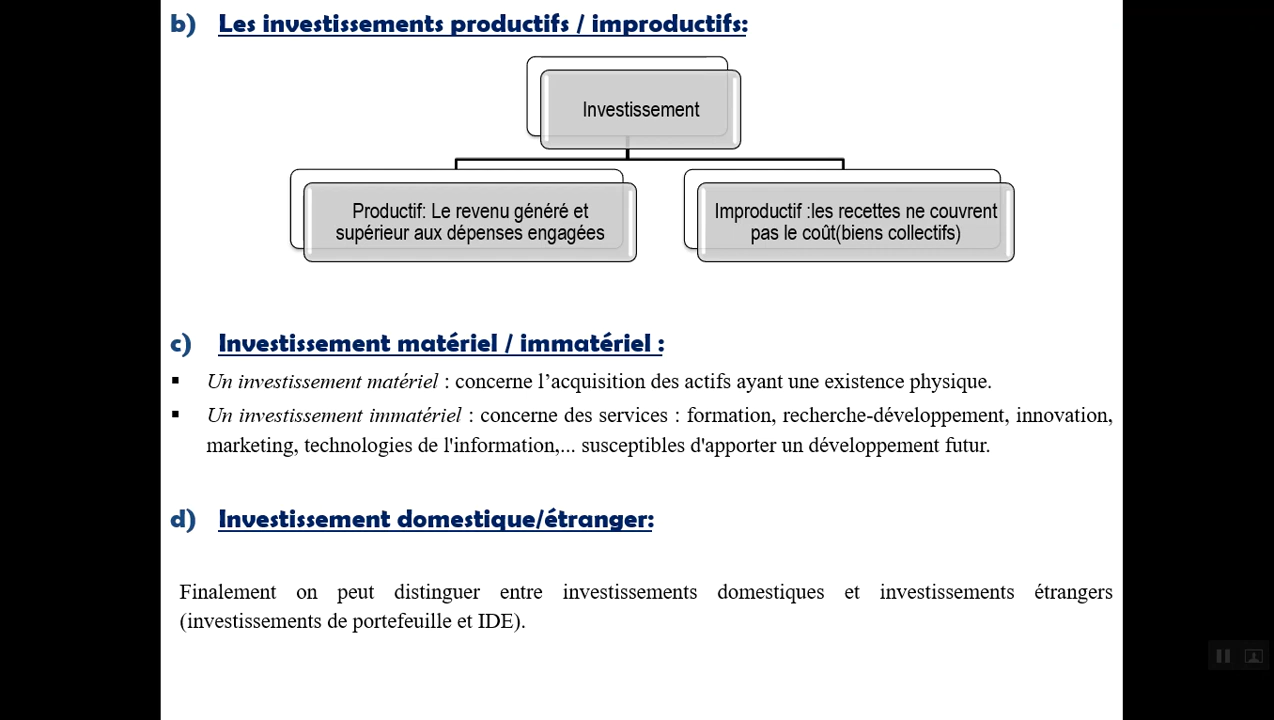 b) Les investissements productifs / improductifs:
Investissement
Productif: Le revenu généré et
supérieur aux dépenses engagées
Improductif :les recettes ne couvrent
pas le coût(biens collectifs)
c) Investissement matériel / immatériel :
▪ Un investissement matériel : concerne l’acquisition des actifs ayant une existence physique.
▪ Un investissement immatériel : concerne des services : formation, recherche-développement, innovation,
marketing, technologies de l'information,... susceptibles d'apporter un développement futur.
d) Investissement domestique/étranger:
Finalement on peut distinguer entre investissements domestiques et investissements étrangers
(investissements de portefeuille et IDE).